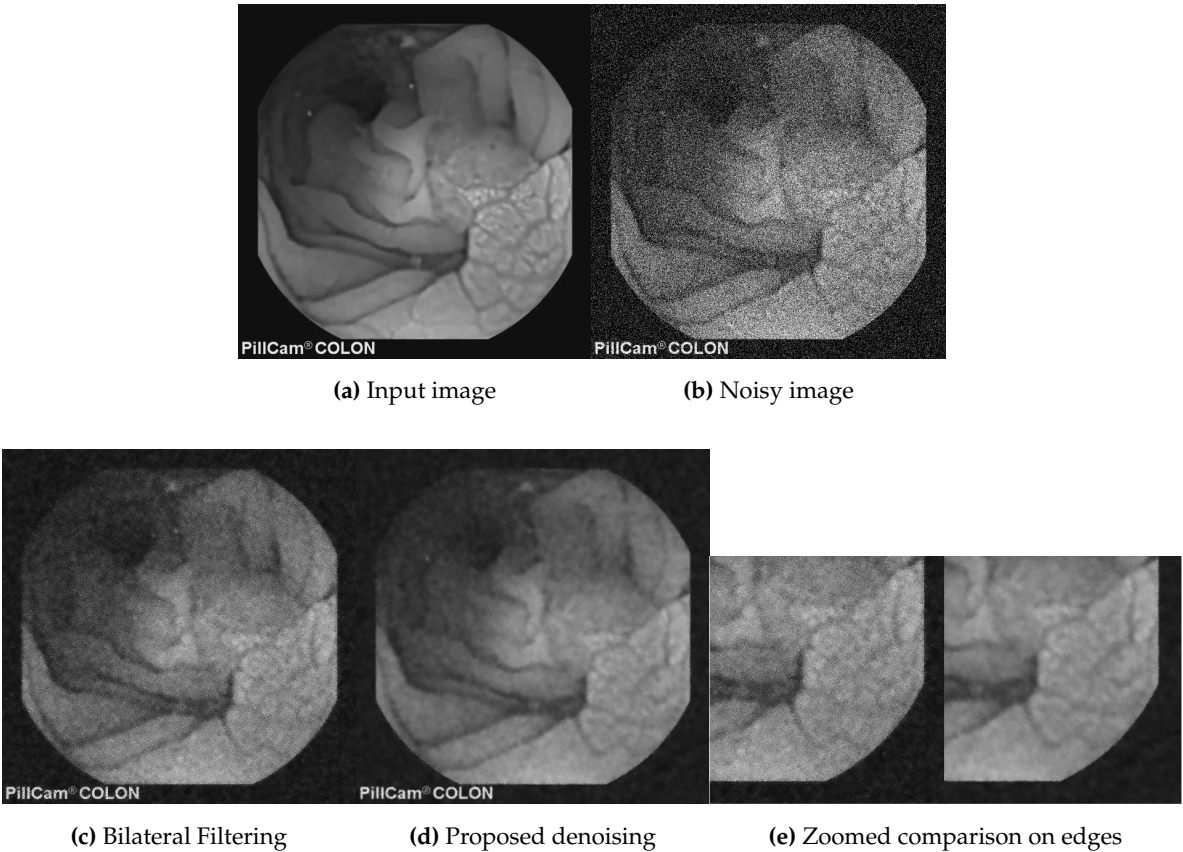 PillCam® COLON
PillCam® COLON
(a) Input image
(b) Noisy image
PillCam® COLON
PillCam® COLON
(c) Bilateral Filtering
(d) Proposed denoising
(e) Zoomed comparison on edges